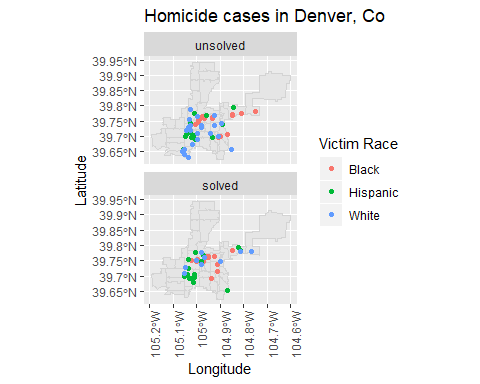 Homicide cases in Denver, Co
unsolved
39.95°N
39.9°N
39.85°N
39.8°N
39.75°N
39.7°N
39.65°N
solved
39.95°N
39.9°N
39.85°N
39.8°N
39.75°N
39.7°N
39.65°N
Latitude
105.2°W
105.1°W
105°W
104.9°W
104.8°W
104.7°W
104.6°W
Longitude
Victim Race
Black
Hispanic
White